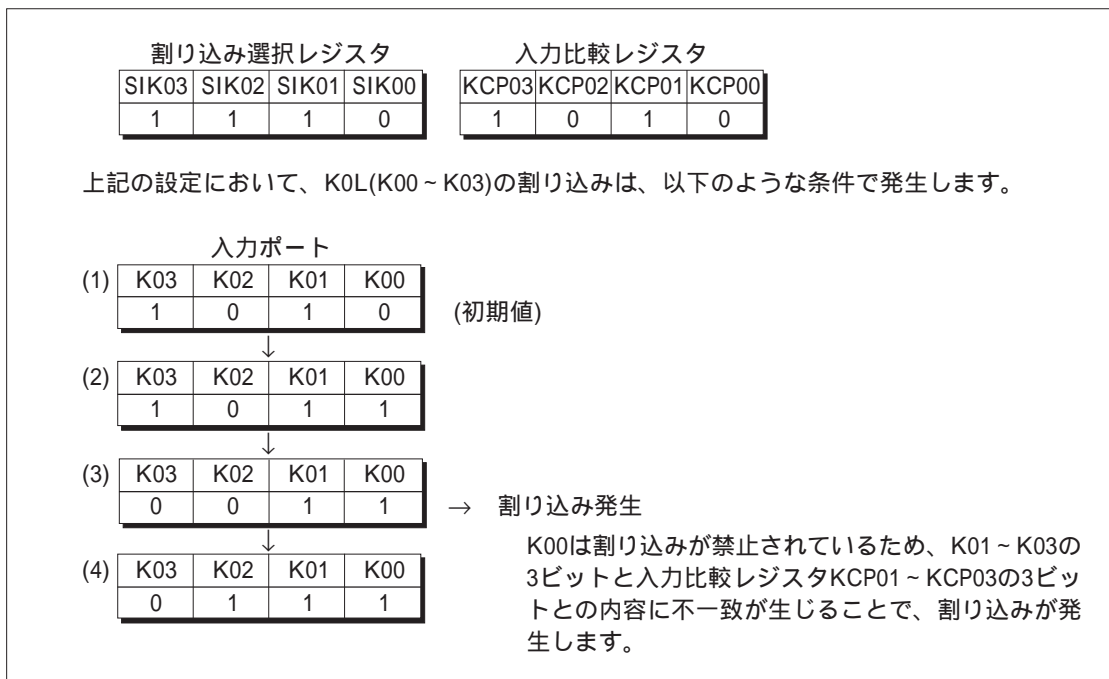 割り込み選択レジスタ
SIK03 SIK02 SIK01 SIK00
1 1 1 0
入力比較レジスタ
KCP03 KCP02 KCP01 KCP00
1 0 1 0
上記の設定において、K0L(K00 ~ K03)の割り込みは、以下のような条件で発生します。
入力ポート
(1) K03 K02 K01 K00
1 0 1 0 (初期値)
↓
(2) K03 K02 K01 K00
1 0 1 1
↓
(3) K03 K02 K01 K00
0 0 1 1 → 割り込み発生
↓
K00は割り込みが禁止されているため、K01 ~ K03の
3ビットと入力比較レジスタKCP01 ~ KCP03の3ビッ
トとの内容に不一致が生じることで、割り込みが発
生します。
(4) K03 K02 K01 K00
0 1 1 1